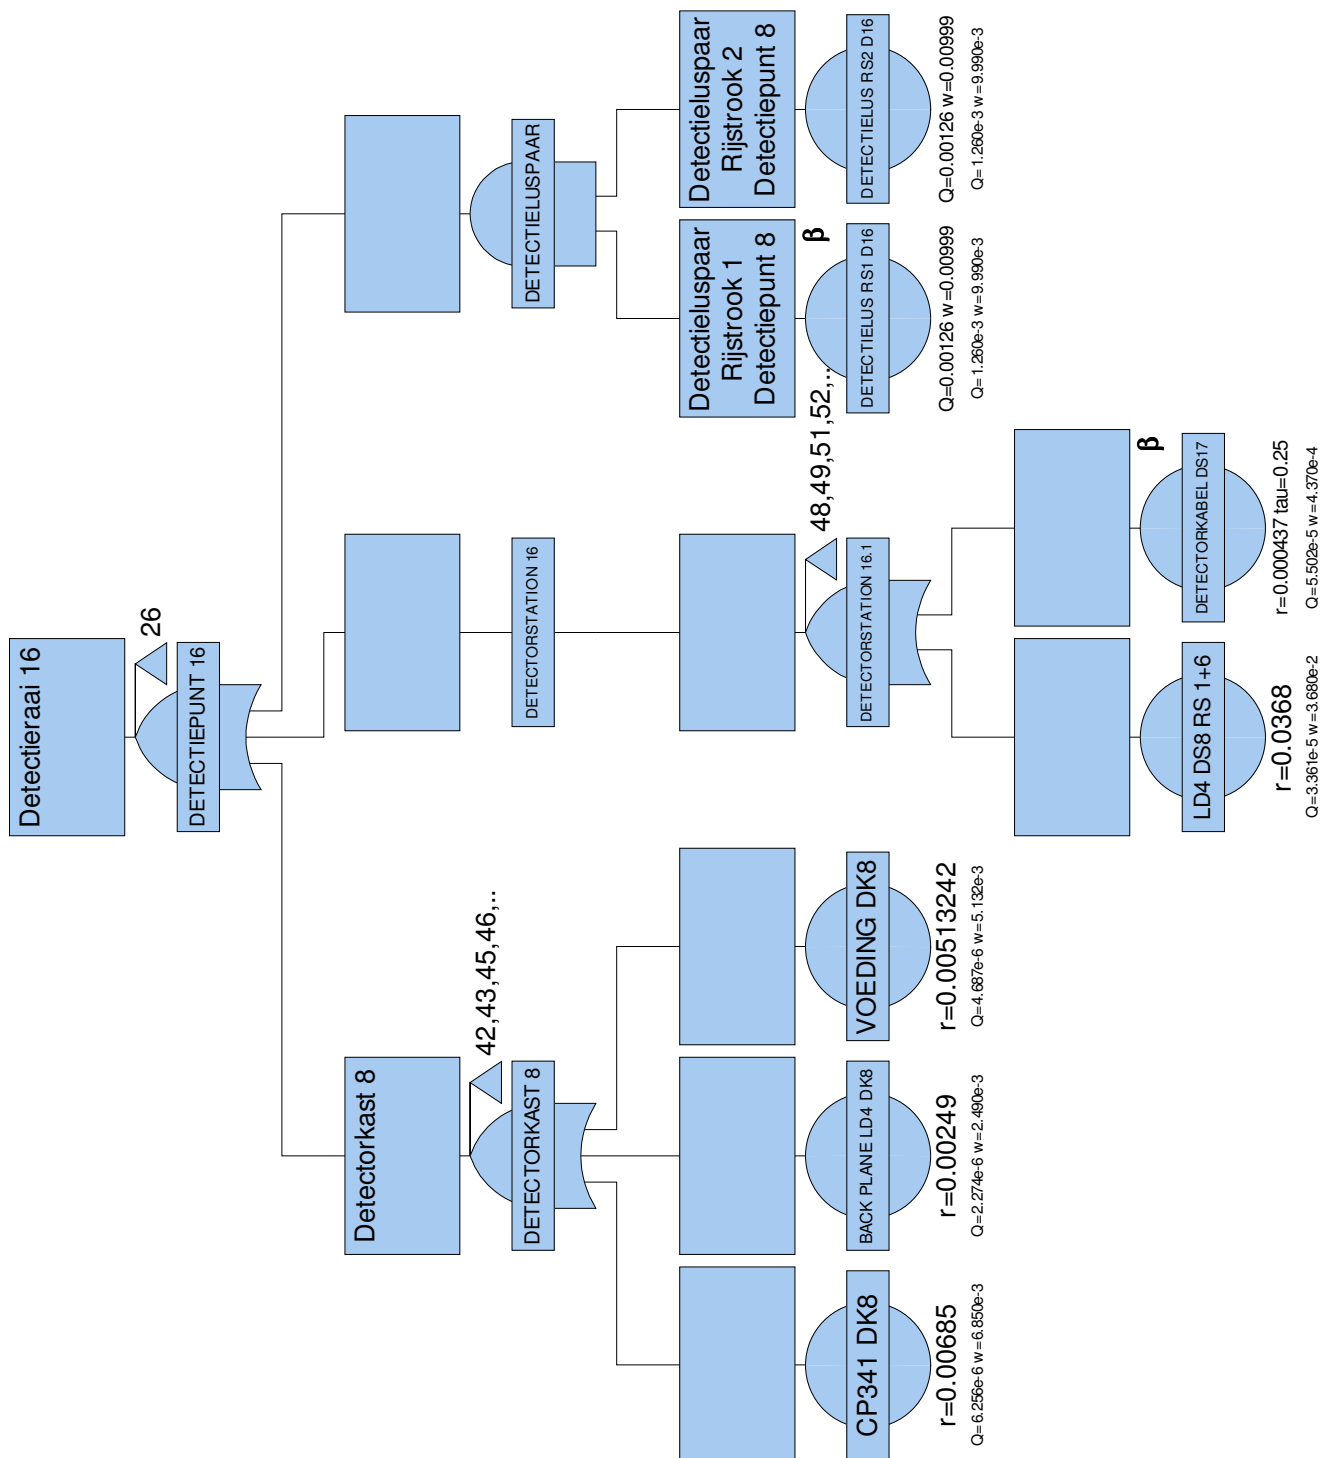 Detectieraai 16
26
DETECTIEPUNT 16
Detectorkast 8
42,43,45,46,..
DETECTORKAST 8
DETECTORSTATION 16
DETECTIELUSPAAR
CP341 DK8
r=0.00685
Q=6.256e-6 w=6.850e-3
BACK PLANE LD4 DK8
r=0.00249
Q=2.274e-6 w=2.490e-3
VOEDING DK8
r=0.00513242
Q=4.687e-6 w=5.132e-3
48,49,51,52,..
DETECTORSTATION 16.1
Detectieluspaar
Rijstrook 1
Detectiepunt 8
β
DETECTIELUS RS1 D16
Q=0.00126 w=0.00999
Q=1.260e-3 w=9.990e-3
Detectieluspaar
Rijstrook 2
Detectiepunt 8
DETECTIELUS RS2 D16
Q=0.00126 w=0.00999
Q=1.260e-3 w=9.990e-3
LD4 DS8 RS 1+6
r=0.0368
Q=3.361e-5 w=3.680e-2
β
DETECTORKABEL DS17
r=0.000437 tau=0.25
Q=5.502e-5 w=4.370e-4